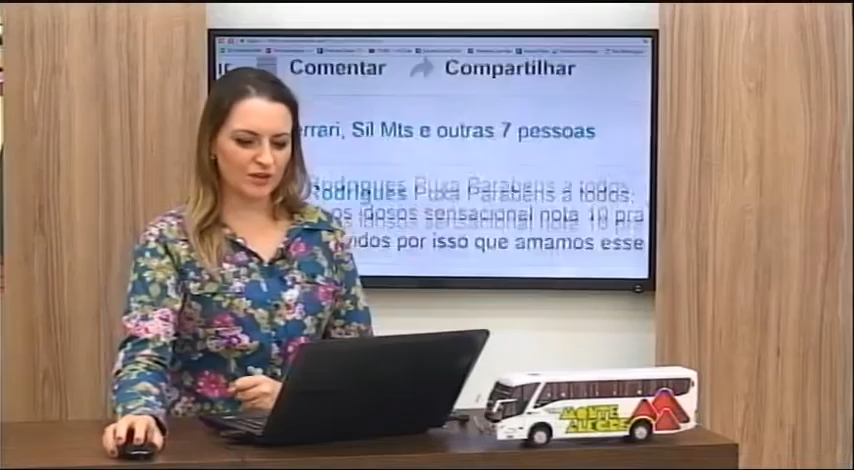 Comentar Compartilhar
errari, Sil Mts e outras 7 pessoas
Rodrigues Puxa Parabens a todos,
os idosos sensacional nota 10 pra
idos por isso que amamos esse
MONTE
ALEGRE